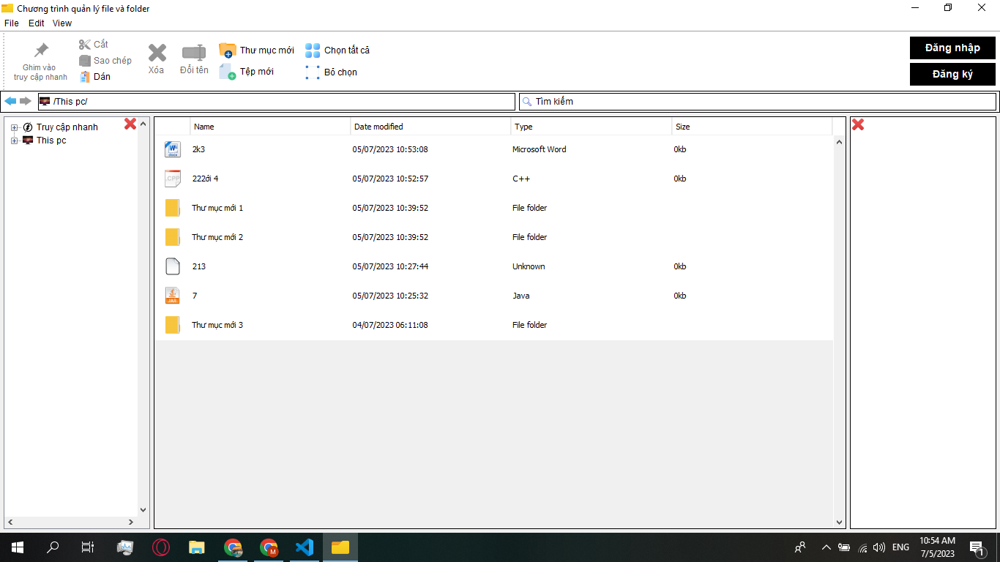 Chương trình quản lý file và folder
File Edit View
Ghim vào
truy cập nhanh
Cắt
Sao chép
Dán
Xóa
Đổi tên
Thư mục mới
Tệp mới
Chọn tất cả
Bỏ chọn
Đăng nhập
Đăng ký
/This pc/
Tìm kiếm
Truy cập nhanh
This pc
Name Date modified Type Size
2k3 05/07/2023 10:53:08 Microsoft Word 0kb
222ới 4 05/07/2023 10:52:57 C++ 0kb
Thư mục mới 1 05/07/2023 10:39:52 File folder
Thư mục mới 2 05/07/2023 10:39:52 File folder
213 05/07/2023 10:27:44 Unknown 0kb
7 05/07/2023 10:25:32 Java 0kb
Thư mục mới 3 04/07/2023 06:11:08 File folder
.DOCX
.CPP
JAR
M
ENG
10:54 AM
7/5/2023
1